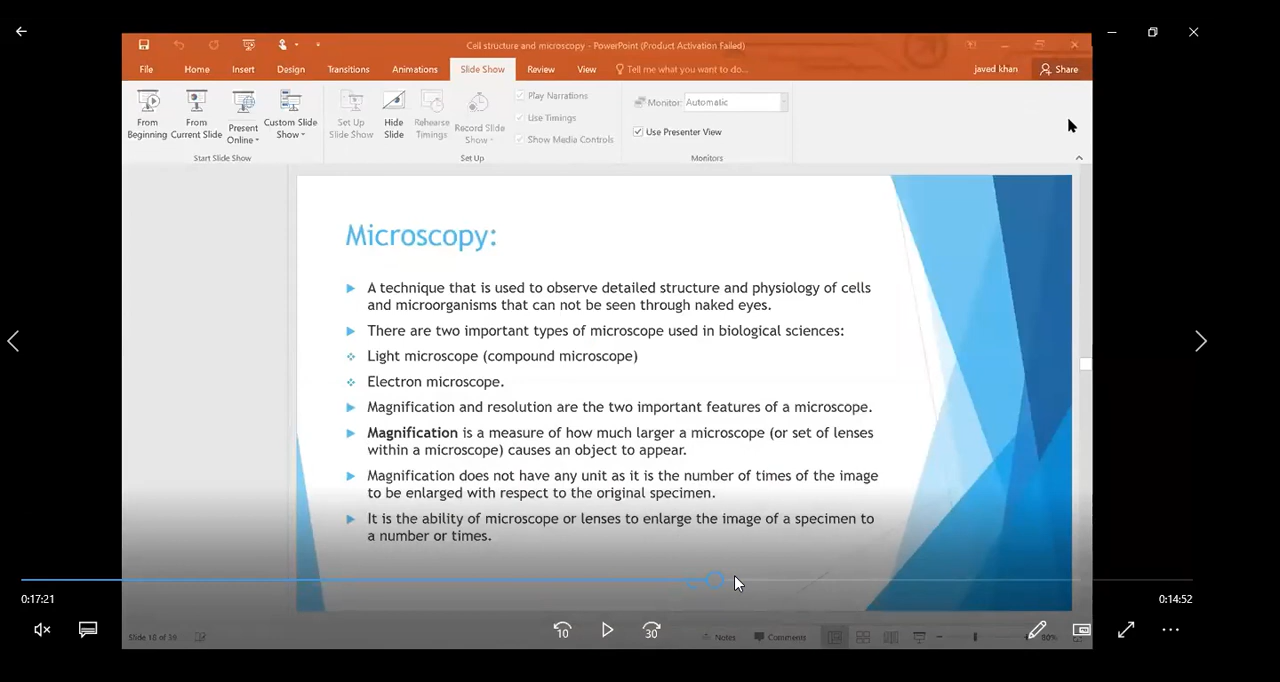 Cell structure and microscopy - PowerPoint (Product Activation Failed)
File Home Insert Design Transitions Animations Slide Show Review View Tell me what you want to do... javed khan Share
From Beginning
From Current Slide
Present Online
Custom Slide Show
Start Slide Show
Set Up Slide Show
Hide Slide
Rehearse Timings
Record Slide Show
Play Narrations
Use Timings
Show Media Controls
Set Up
Monitor: Automatic
Use Presenter View
Monitors
Microscopy:
A technique that is used to observe detailed structure and physiology of cells
and microorganisms that can not be seen through naked eyes.
There are two important types of microscope used in biological sciences:
Light microscope (compound microscope)
Electron microscope.
Magnification and resolution are the two important features of a microscope.
Magnification is a measure of how much larger a microscope (or set of lenses
within a microscope) causes an object to appear.
Magnification does not have any unit as it is the number of times of the image
to be enlarged with respect to the original specimen.
It is the ability of microscope or lenses to enlarge the image of a specimen to
a number or times.
0:17:21 0:14:52
10 30
Slide 18 of 39 Notes Comments 80%